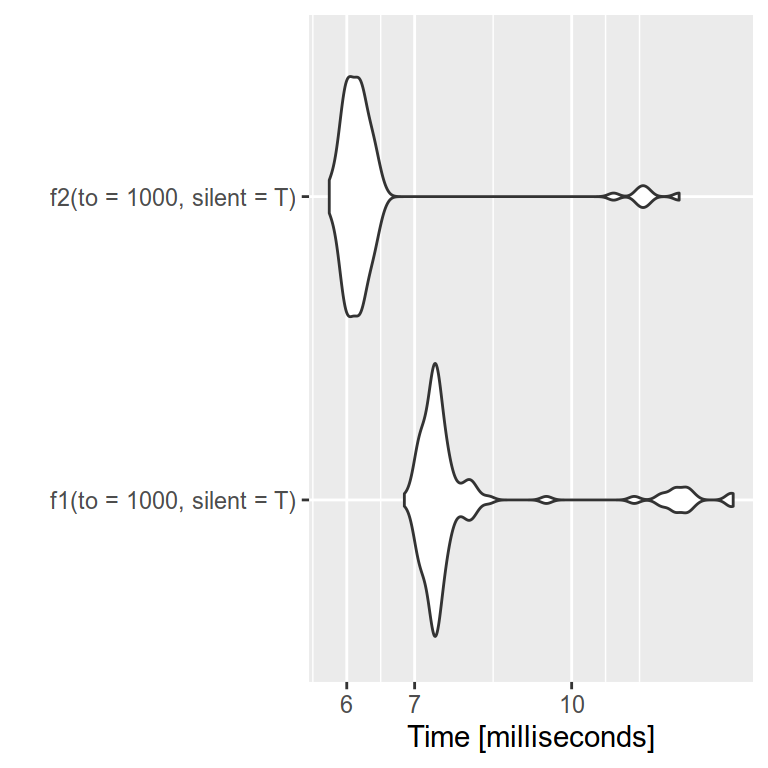 f2(to = 1000, silent = T)
f1(to = 1000, silent = T)
6 7 10
Time [milliseconds]